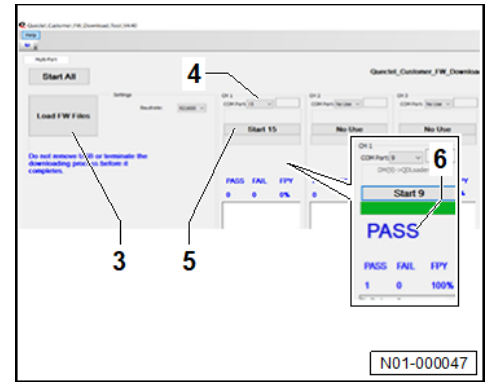 Quectel_Customer_FW_Download_Tool_V4.40
Help
Multi-Port
Start All
4
Quectel_Customer_FW_Downloa
Settings
CH 1
CH 2
CH 3
Baudrate:
COM Port: 15
COM Port: No Use
COM Port: No Use
Load FW Files
Start 15
No Use
No Use
Do not remove USB or terminate the
downloading process before it
completes.
CH 1
COM Port: 9
6
Start 9
PASS FAIL FPY
0 0 0%
PASS
3
5
PASS FAIL FPY
1 0 100%
N01-000047